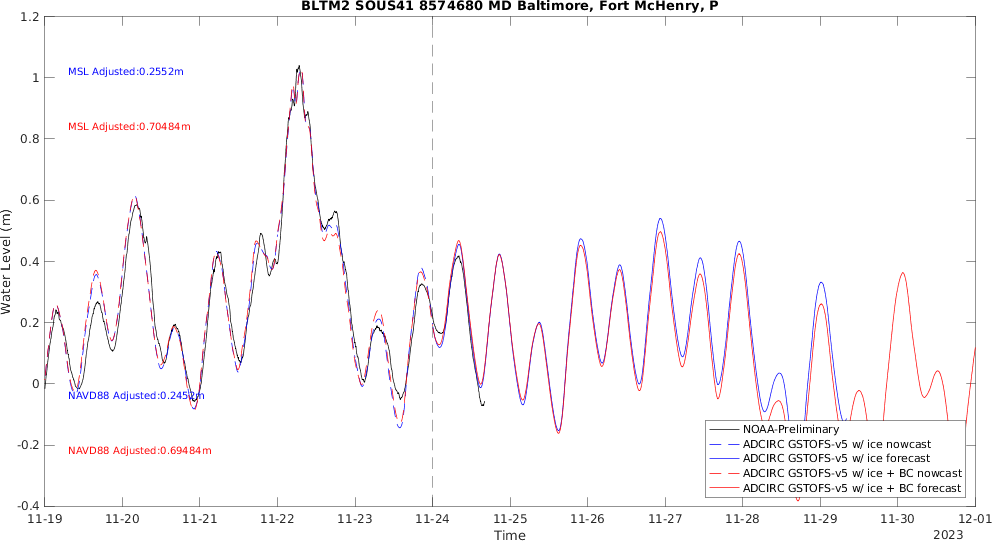 BLTM2 SOUS41 8574680 MD Baltimore, Fort McHenry, P
1.2
1
0.8
0.6
0.4
0.2
0
-0.2
-0.4
Water Level (m)
MSL Adjusted:0.2552m
MSL Adjusted:0.70484m
NAVD88 Adjusted:0.2452m
NAVD88 Adjusted:0.69484m
NOAA-Preliminary
ADCIRC GSTOFS-v5 w/ ice nowcast
ADCIRC GSTOFS-v5 w/ ice forecast
ADCIRC GSTOFS-v5 w/ ice + BC nowcast
ADCIRC GSTOFS-v5 w/ ice + BC forecast
11-19 11-20 11-21 11-22 11-23 11-24 11-25 11-26 11-27 11-28 11-29 11-30 12-01
Time
2023